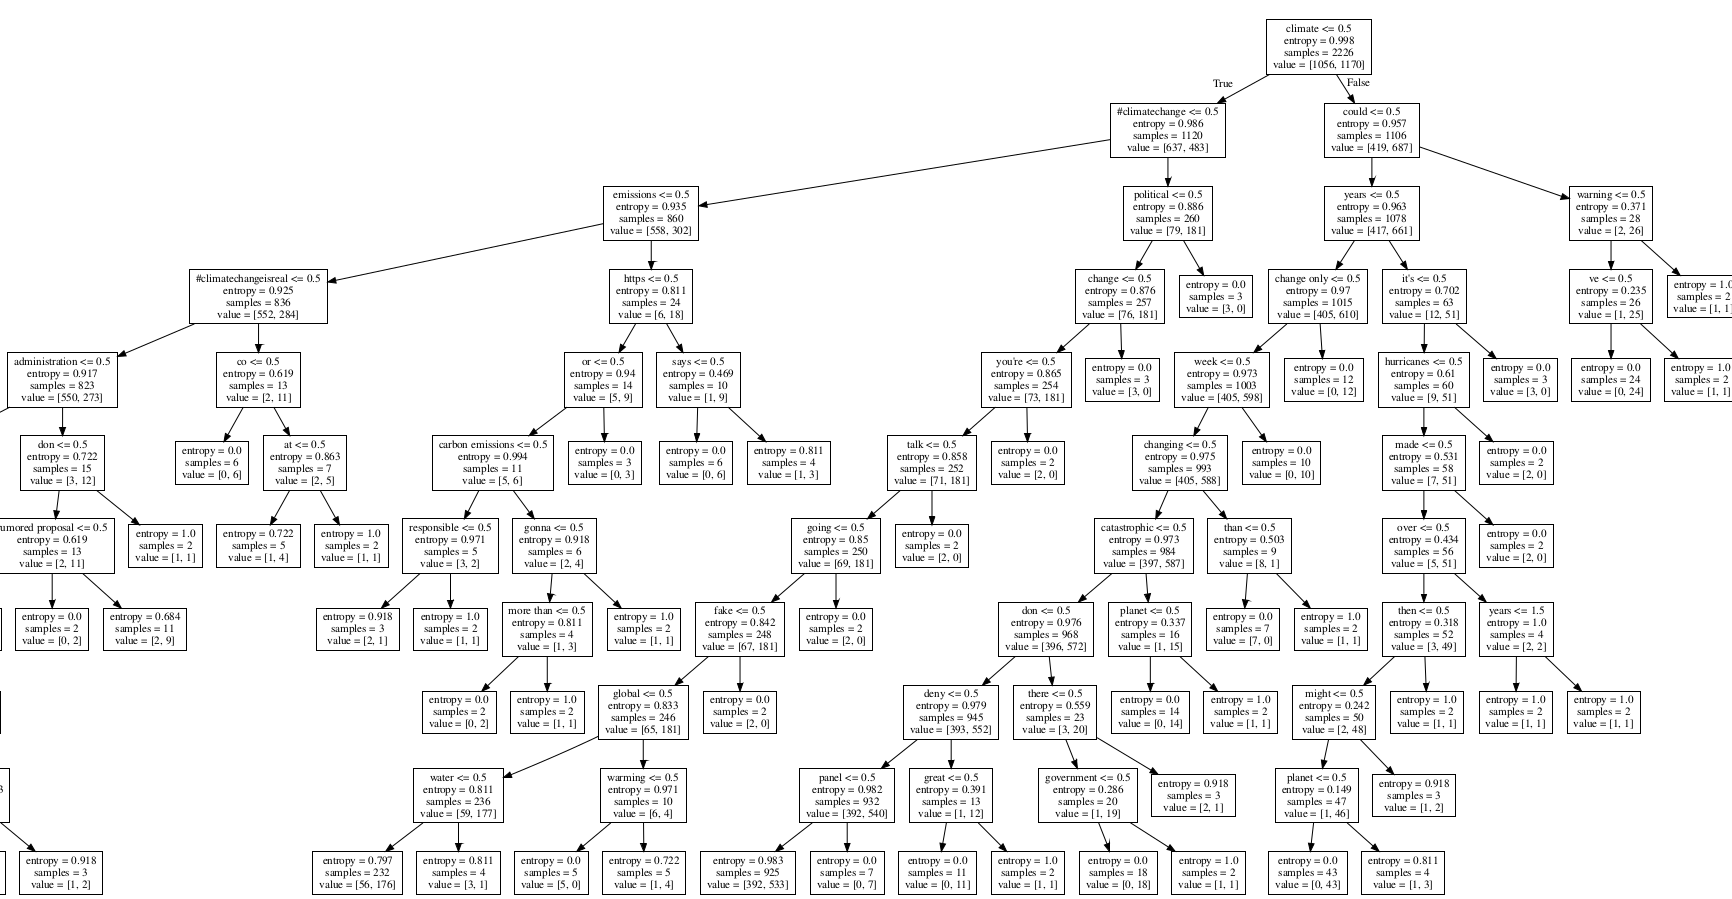 climate <= 0.5
entropy = 0.998
samples = 2226
value = [1056, 1170]
True
False
#climatechange <= 0.5
entropy = 0.986
samples = 1120
value = [637, 483]
could <= 0.5
entropy = 0.957
samples = 1106
value = [419, 687]
emissions <= 0.5
entropy = 0.935
samples = 860
value = [558, 302]
political <= 0.5
entropy = 0.886
samples = 260
value = [79, 181]
years <= 0.5
entropy = 0.963
samples = 1078
value = [417, 661]
warning <= 0.5
entropy = 0.371
samples = 28
value = [2, 26]
#climatechangeisreal <= 0.5
entropy = 0.925
samples = 836
value = [552, 284]
https <= 0.5
entropy = 0.811
samples = 24
value = [6, 18]
change <= 0.5
entropy = 0.876
samples = 257
value = [76, 181]
entropy = 0.0
samples = 3
value = [3, 0]
change only <= 0.5
entropy = 0.97
samples = 1015
value = [405, 610]
it's <= 0.5
entropy = 0.702
samples = 63
value = [12, 51]
ve <= 0.5
entropy = 0.235
samples = 26
value = [1, 25]
entropy = 1.0
samples = 2
value = [1, 1]
administration <= 0.5
entropy = 0.917
samples = 823
value = [550, 273]
co <= 0.5
entropy = 0.619
samples = 13
value = [2, 11]
or <= 0.5
entropy = 0.94
samples = 14
value = [5, 9]
says <= 0.5
entropy = 0.469
samples = 10
value = [1, 9]
you're <= 0.5
entropy = 0.865
samples = 254
value = [73, 181]
entropy = 0.0
samples = 3
value = [3, 0]
week <= 0.5
entropy = 0.973
samples = 1003
value = [405, 598]
entropy = 0.0
samples = 12
value = [0, 12]
hurricanes <= 0.5
entropy = 0.61
samples = 60
value = [9, 51]
entropy = 0.0
samples = 3
value = [3, 0]
entropy = 0.0
samples = 24
value = [0, 24]
entropy = 1.0
samples = 2
value = [1, 1]
don <= 0.5
entropy = 0.722
samples = 15
value = [3, 12]
entropy = 0.0
samples = 6
value = [0, 6]
at <= 0.5
entropy = 0.863
samples = 7
value = [2, 5]
carbon emissions <= 0.5
entropy = 0.994
samples = 11
value = [5, 6]
entropy = 0.0
samples = 3
value = [0, 3]
entropy = 0.0
samples = 6
value = [0, 6]
entropy = 0.811
samples = 4
value = [1, 3]
talk <= 0.5
entropy = 0.858
samples = 252
value = [71, 181]
entropy = 0.0
samples = 2
value = [2, 0]
changing <= 0.5
entropy = 0.975
samples = 993
value = [405, 588]
entropy = 0.0
samples = 10
value = [0, 10]
made <= 0.5
entropy = 0.531
samples = 58
value = [7, 51]
entropy = 0.0
samples = 2
value = [2, 0]
umored proposal <= 0.5
entropy = 0.619
samples = 13
value = [2, 11]
entropy = 1.0
samples = 2
value = [1, 1]
entropy = 0.722
samples = 5
value = [1, 4]
entropy = 1.0
samples = 2
value = [1, 1]
responsible <= 0.5
entropy = 0.971
samples = 5
value = [3, 2]
gonna <= 0.5
entropy = 0.918
samples = 6
value = [2, 4]
going <= 0.5
entropy = 0.85
samples = 250
value = [69, 181]
entropy = 0.0
samples = 2
value = [2, 0]
catastrophic <= 0.5
entropy = 0.973
samples = 984
value = [397, 587]
than <= 0.5
entropy = 0.503
samples = 9
value = [8, 1]
over <= 0.5
entropy = 0.434
samples = 56
value = [5, 51]
entropy = 0.0
samples = 2
value = [2, 0]
entropy = 0.0
samples = 2
value = [0, 2]
entropy = 0.684
samples = 11
value = [2, 9]
entropy = 0.918
samples = 3
value = [2, 1]
entropy = 1.0
samples = 2
value = [1, 1]
more than <= 0.5
entropy = 0.811
samples = 4
value = [1, 3]
entropy = 1.0
samples = 2
value = [1, 1]
fake <= 0.5
entropy = 0.842
samples = 248
value = [67, 181]
entropy = 0.0
samples = 2
value = [2, 0]
don <= 0.5
entropy = 0.976
samples = 968
value = [396, 572]
planet <= 0.5
entropy = 0.337
samples = 16
value = [1, 15]
entropy = 0.0
samples = 7
value = [7, 0]
entropy = 1.0
samples = 2
value = [1, 1]
then <= 0.5
entropy = 0.318
samples = 52
value = [3, 49]
years <= 1.5
entropy = 1.0
samples = 4
value = [2, 2]
entropy = 0.0
samples = 2
value = [0, 2]
entropy = 1.0
samples = 2
value = [1, 1]
global <= 0.5
entropy = 0.833
samples = 246
value = [65, 181]
entropy = 0.0
samples = 2
value = [2, 0]
deny <= 0.5
entropy = 0.979
samples = 945
value = [393, 552]
there <= 0.5
entropy = 0.559
samples = 23
value = [3, 20]
entropy = 0.0
samples = 14
value = [0, 14]
entropy = 1.0
samples = 2
value = [1, 1]
might <= 0.5
entropy = 0.242
samples = 50
value = [2, 48]
entropy = 1.0
samples = 2
value = [1, 1]
entropy = 1.0
samples = 2
value = [1, 1]
entropy = 1.0
samples = 2
value = [1, 1]
3
water <= 0.5
entropy = 0.811
samples = 236
value = [59, 177]
warming <= 0.5
entropy = 0.971
samples = 10
value = [6, 4]
panel <= 0.5
entropy = 0.982
samples = 932
value = [392, 540]
great <= 0.5
entropy = 0.391
samples = 13
value = [1, 12]
government <= 0.5
entropy = 0.286
samples = 20
value = [1, 19]
entropy = 0.918
samples = 3
value = [2, 1]
planet <= 0.5
entropy = 0.149
samples = 47
value = [1, 46]
entropy = 0.918
samples = 3
value = [1, 2]
entropy = 0.918
samples = 3
value = [1, 2]
entropy = 0.797
samples = 232
value = [56, 176]
entropy = 0.811
samples = 4
value = [3, 1]
entropy = 0.0
samples = 5
value = [5, 0]
entropy = 0.722
samples = 5
value = [1, 4]
entropy = 0.983
samples = 925
value = [392, 533]
entropy = 0.0
samples = 7
value = [0, 7]
entropy = 0.0
samples = 11
value = [0, 11]
entropy = 1.0
samples = 2
value = [1, 1]
entropy = 0.0
samples = 18
value = [0, 18]
entropy = 1.0
samples = 2
value = [1, 1]
entropy = 0.0
samples = 43
value = [0, 43]
entropy = 0.811
samples = 4
value = [1, 3]